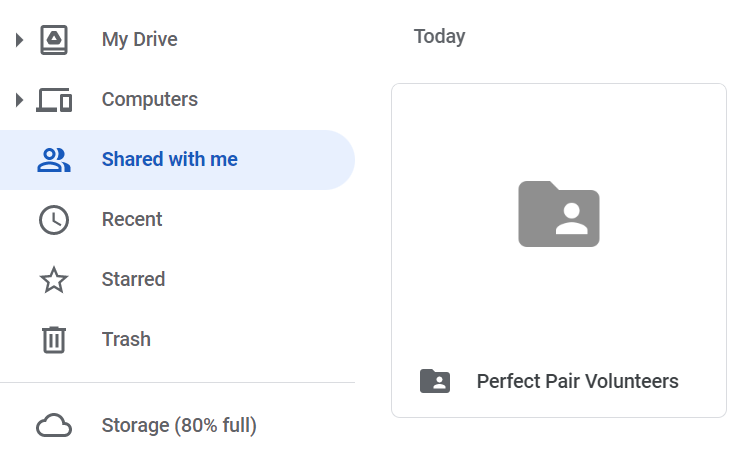 My Drive
Computers
Shared with me
Recent
Starred
Trash
Storage (80% full)
Today
Perfect Pair Volunteers